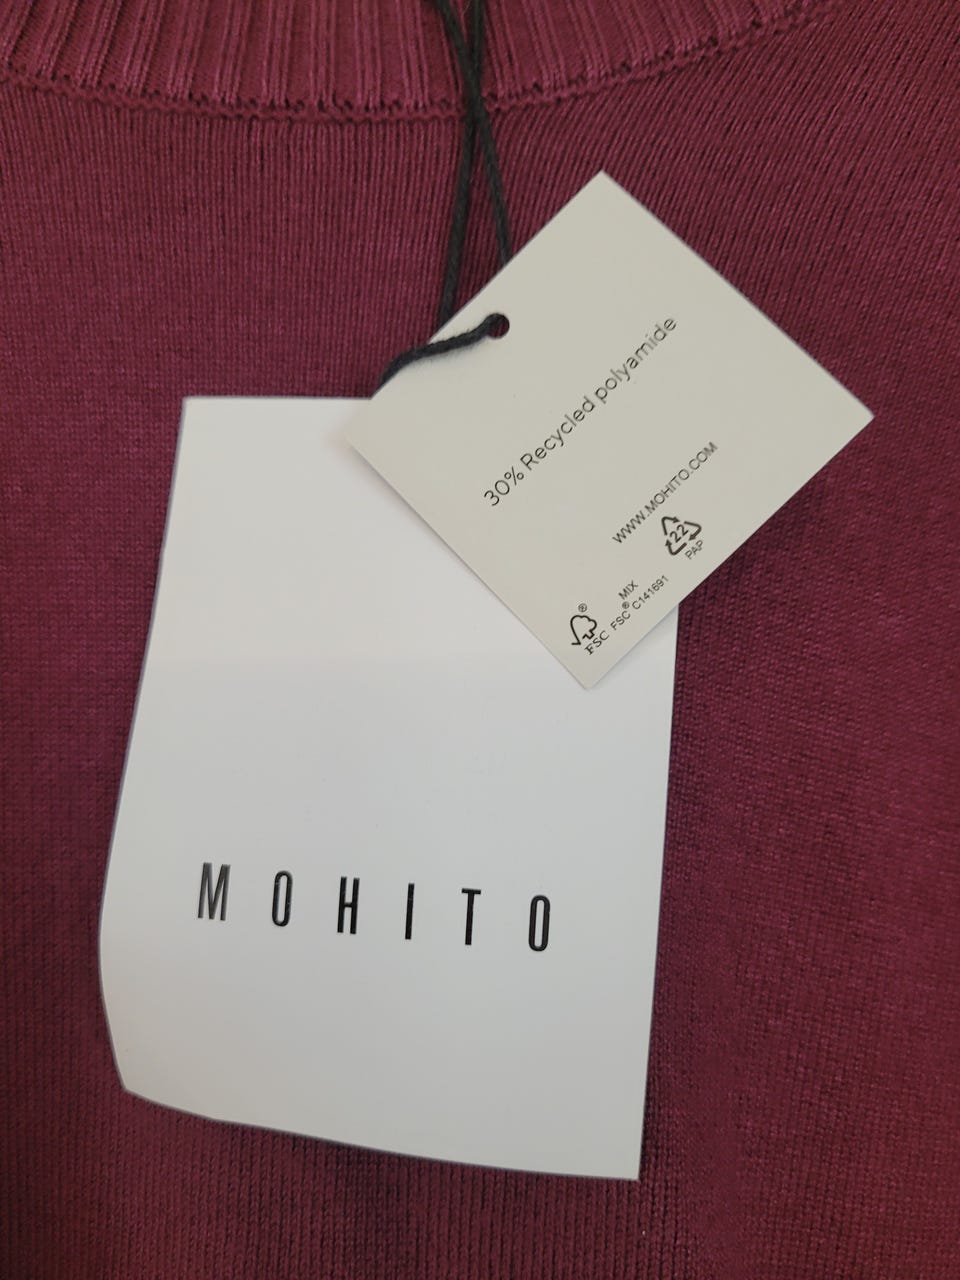 30% Recycled polyamide
WWW.MOHITO.COM
22
PAP
®
FSC
MIX
FSC® C141691
MOHITO